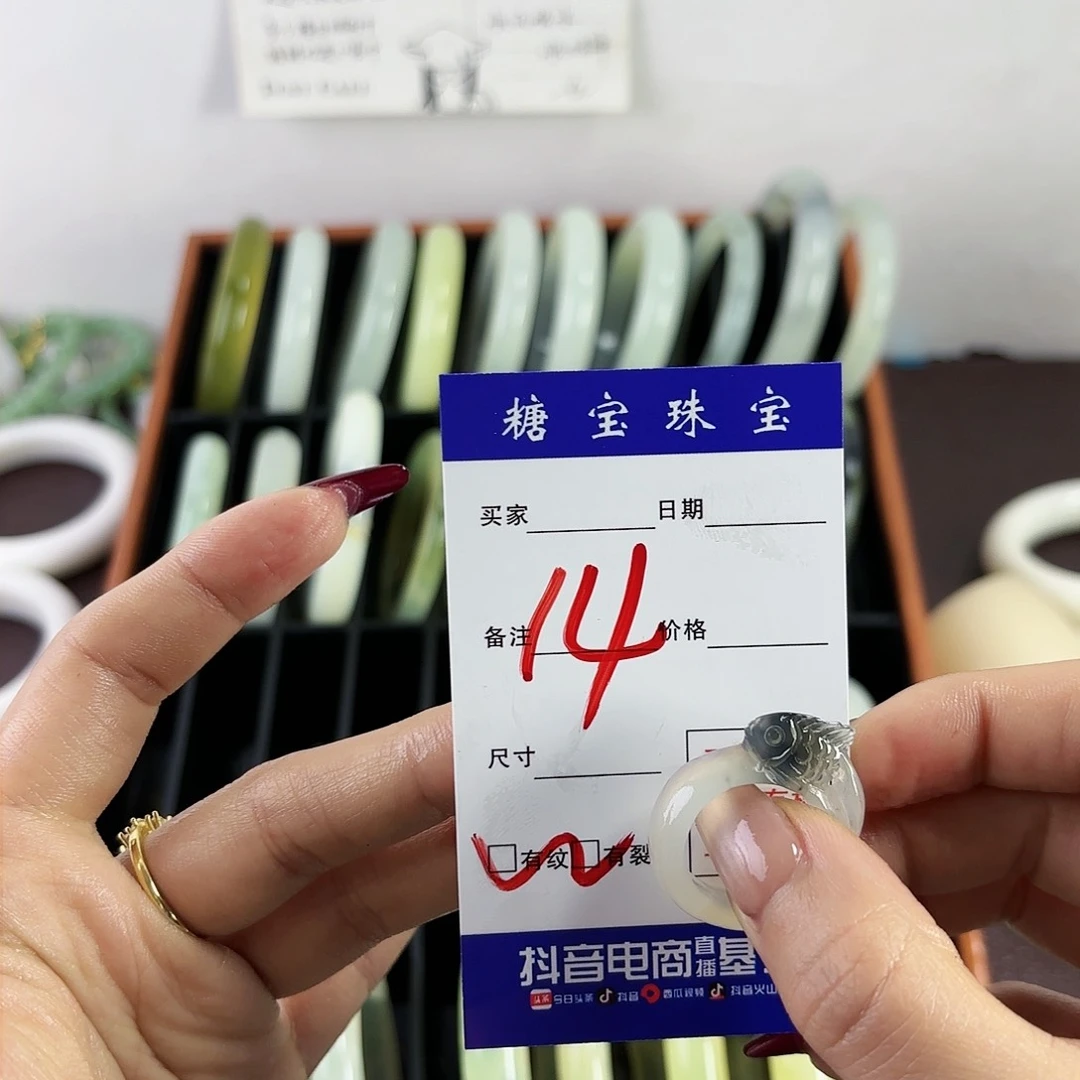 糖宝珠宝
买家 日期
14
备注 价格
尺寸
有纹 有裂
抖音电商直播基
今日头条 抖音 西瓜视频 抖音火山